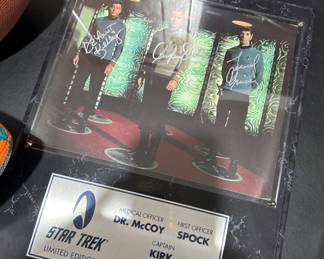 MEDICAL OFFICER
DR. McCOY
FIRST OFFICER
SPOCK
CAPTAIN
KIRK
STAR TREK
LIMITED EDITION